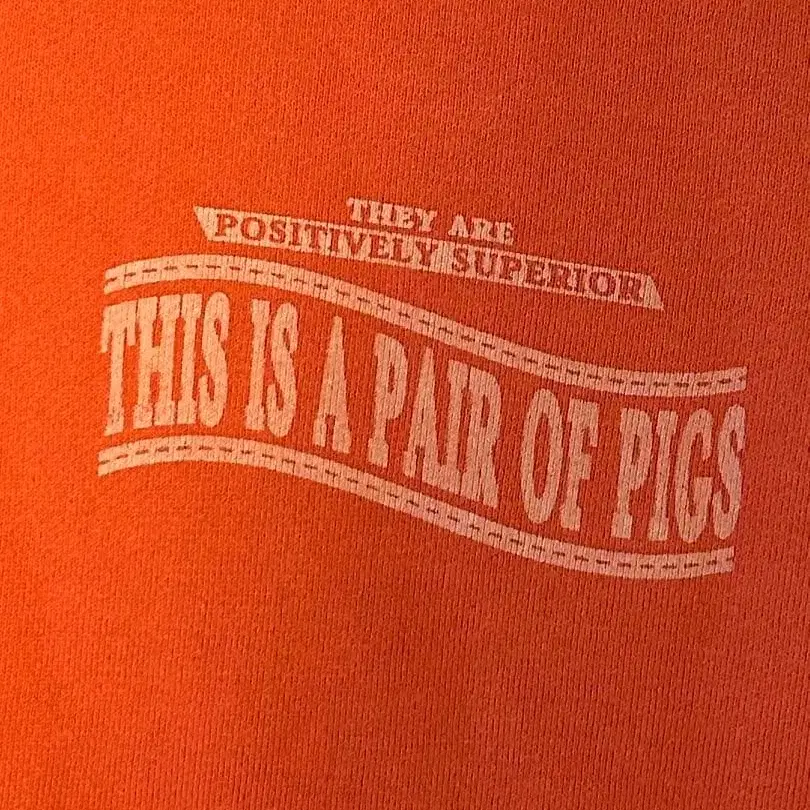 THEY ARE
POSITIVELY SUPERIOR
THIS IS A PAIR OF PIGS